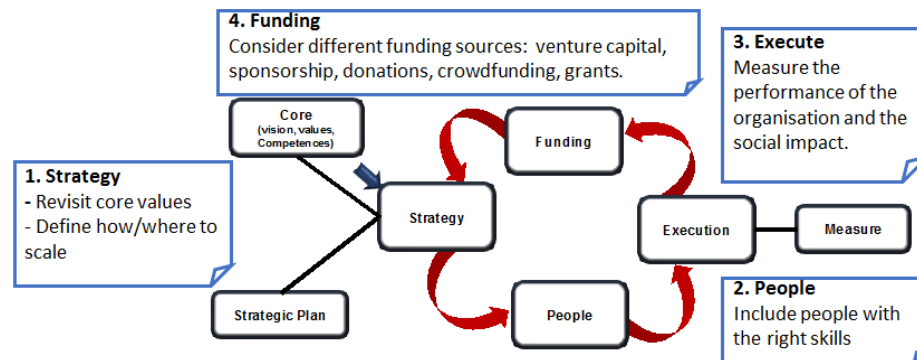 4. Funding
Consider different funding sources: venture capital,
sponsorship, donations, crowdfunding, grants.
3. Execute
Measure the
performance of the
organisation and the
social impact.
Core
(vision, values,
Competences)
Funding
1. Strategy
- Revisit core values
- Define how/where to
scale
Strategy
Execution
Measure
Strategic Plan
People
2. People
Include people with
the right skills